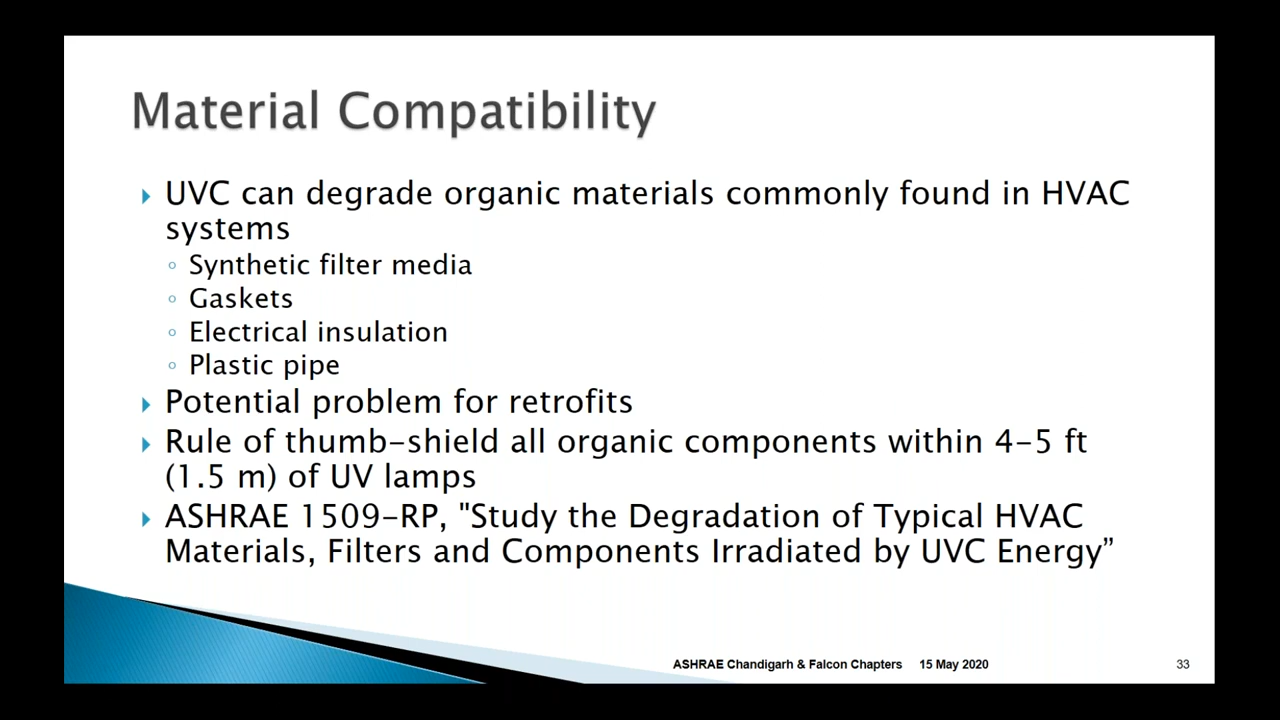 Material Compatibility
UVC can degrade organic materials commonly found in HVAC
systems
Synthetic filter media
Gaskets
Electrical insulation
Plastic pipe
Potential problem for retrofits
Rule of thumb-shield all organic components within 4-5 ft
(1.5 m) of UV lamps
ASHRAE 1509-RP, "Study the Degradation of Typical HVAC
Materials, Filters and Components Irradiated by UVC Energy”
ASHRAE Chandigarh & Falcon Chapters 15 May 2020 33